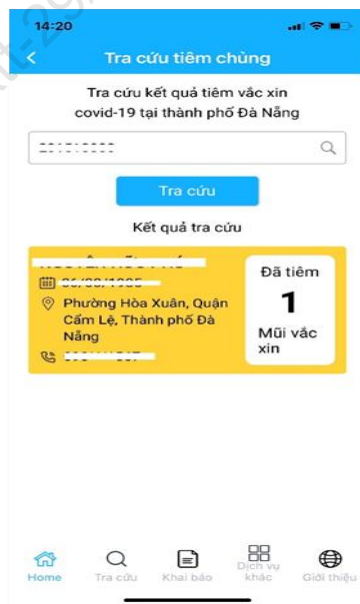 14:20
Tra cứu tiêm chủng
Tra cứu kết quả tiêm vắc xin
covid-19 tại thành phố Đà Nẵng
Tra cứu
Kết quả tra cứu
Phường Hòa Xuân, Quận
Cẩm Lệ, Thành phố Đà
Nẵng
Đã tiêm
1
Mũi vắc
xin
Home
Tra cứu
Khai báo
Dịch vụ
khác
Giới thiệu